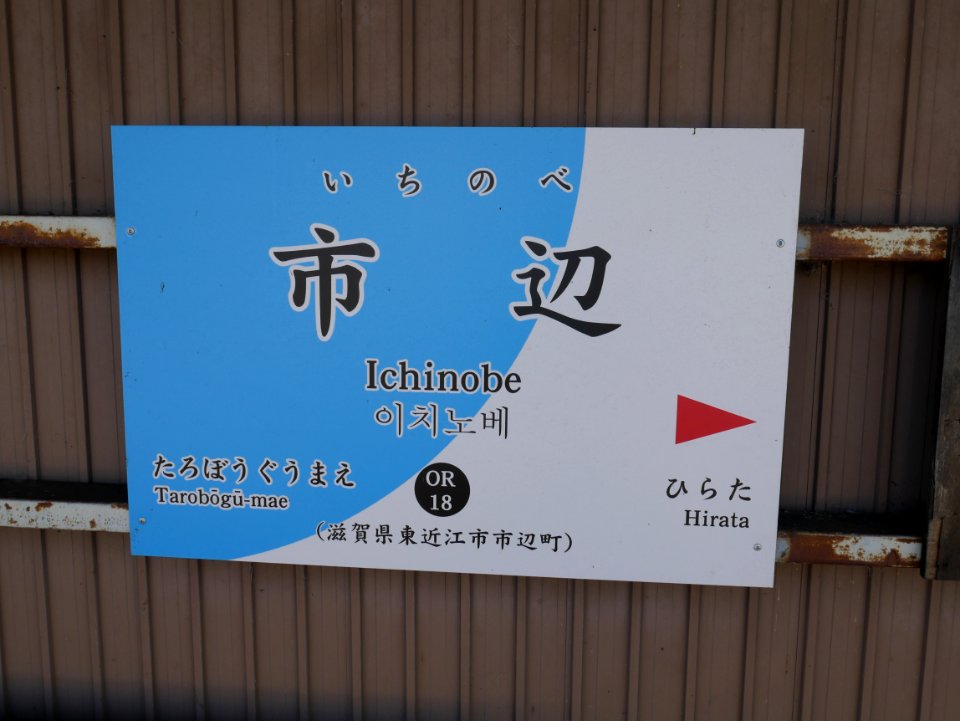 いちのべ
市辺
Ichinobe
이치노베
たろぼうぐうまえ
Tarobōgū-mae
OR
18
ひらた
Hirata
(滋賀県東近江市市辺町)